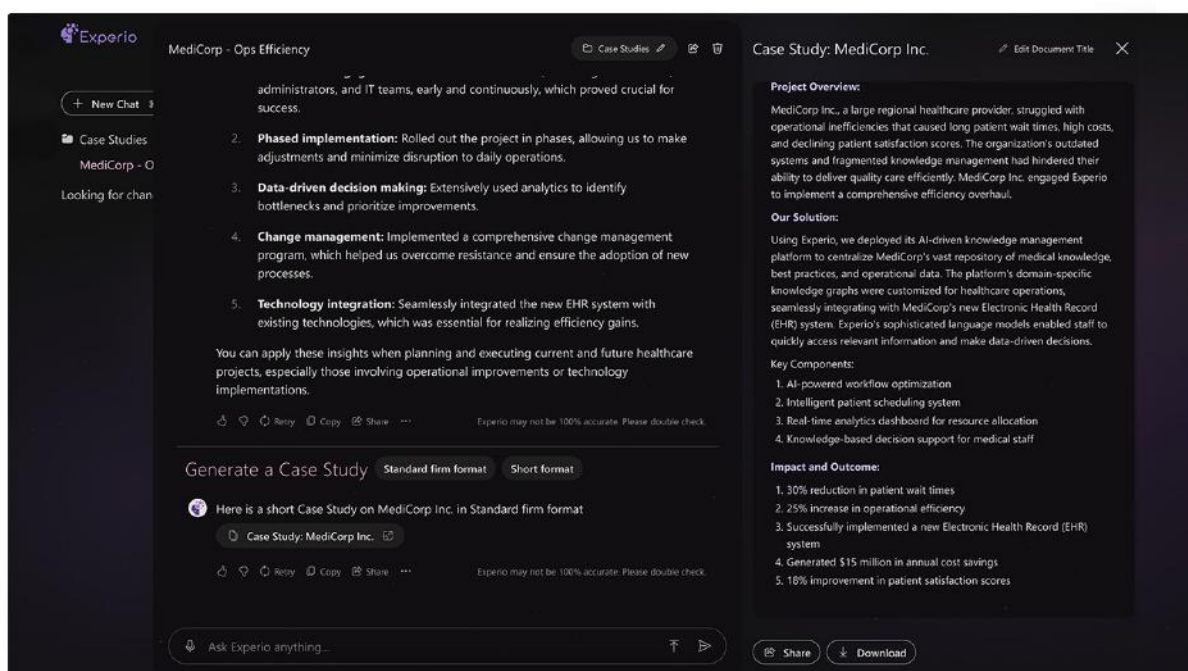 Experio
+ New Chat
Case Studies
MediCorp - O
Looking for chan
MediCorp - Ops Efficiency
Case Studies
administrators, and IT teams, early and continuously, which proved crucial for
success.
2. Phased implementation: Rolled out the project in phases, allowing us to make
adjustments and minimize disruption to daily operations.
3. Data-driven decision making: Extensively used analytics to identify
bottlenecks and prioritize improvements.
4. Change management: Implemented a comprehensive change management
program, which helped us overcome resistance and ensure the adoption of new
processes.
5. Technology integration: Seamlessly integrated the new EHR system with
existing technologies, which was essential for realizing efficiency gains.
You can apply these insights when planning and executing current and future healthcare
projects, especially those involving operational improvements or technology
implementations.
Retry Copy Share ... Experio may not be 100% accurate. Please double check.
Generate a Case Study Standard firm format Short format
Here is a short Case Study on MediCorp Inc. in Standard firm format
Case Study: MediCorp Inc.
Retry Copy Share ... Experio may not be 100% accurate. Please double check.
Ask Experio anything...
Case Study: MediCorp Inc. Edit Document Title
Project Overview:
MediCorp Inc., a large regional healthcare provider, struggled with
operational inefficiencies that caused long patient wait times, high costs,
and declining patient satisfaction scores. The organization's outdated
systems and fragmented knowledge management had hindered their
ability to deliver quality care efficiently. MediCorp Inc. engaged Experio
to implement a comprehensive efficiency overhaul.
Our Solution:
Using Experio, we deployed its AI-driven knowledge management
platform to centralize MediCorp's vast repository of medical knowledge,
best practices, and operational data. The platform's domain-specific
knowledge graphs were customized for healthcare operations,
seamlessly integrating with MediCorp's new Electronic Health Record
(EHR) system. Experio's sophisticated language models enabled staff to
quickly access relevant information and make data-driven decisions.
Key Components:
1. AI-powered workflow optimization
2. Intelligent patient scheduling system
3. Real-time analytics dashboard for resource allocation
4. Knowledge-based decision support for medical staff
Impact and Outcome:
1. 30% reduction in patient wait times
2. 25% increase in operational efficiency
3. Successfully implemented a new Electronic Health Record (EHR)
system
4. Generated $15 million in annual cost savings
5. 18% improvement in patient satisfaction scores
Share Download